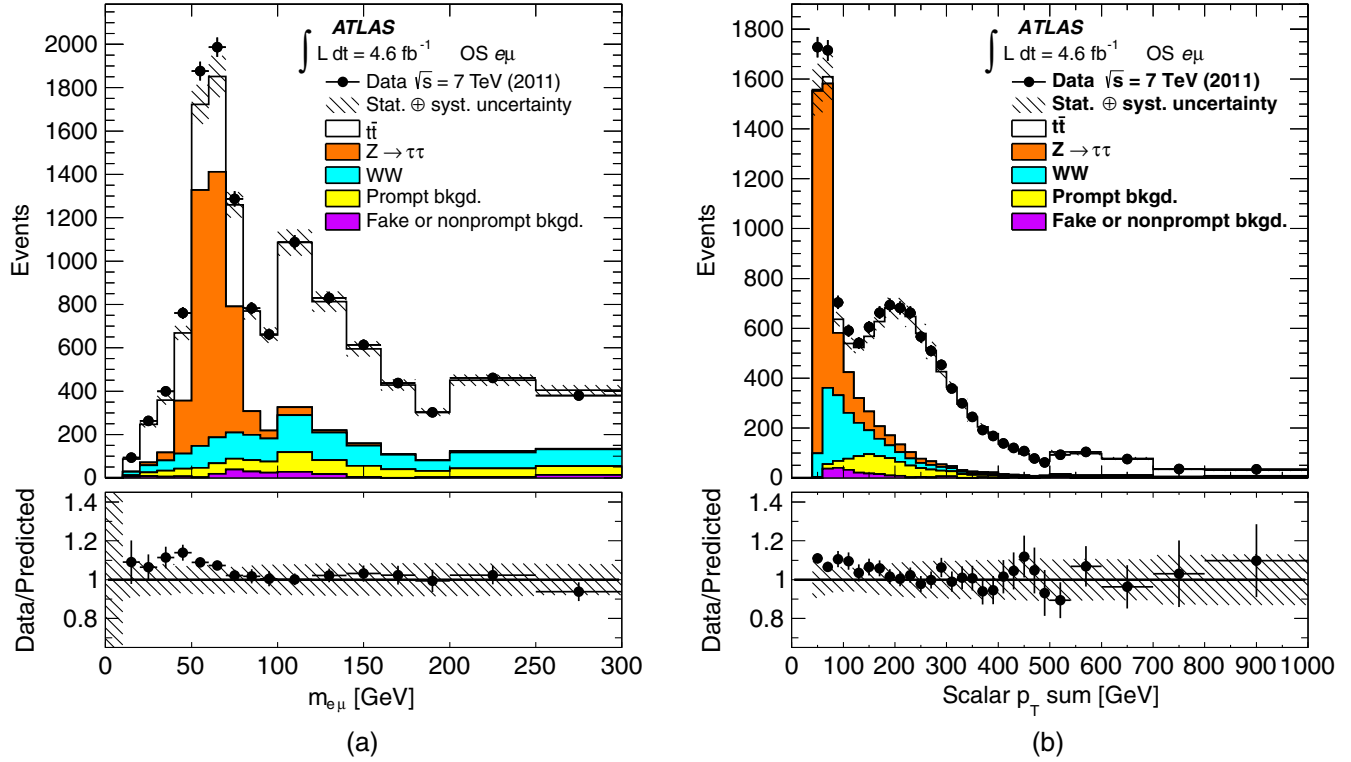 ATLAS
∫ L dt = 4.6 fb⁻¹ OS eμ
Data √s = 7 TeV (2011)
Stat. ⊕ syst. uncertainty
tt̄
Z → ττ
WW
Prompt bkgd.
Fake or nonprompt bkgd.
Events
2000
1800
1600
1400
1200
1000
800
600
400
200
0
Data/Predicted
1.4
1.2
1
0.8
0 50 100 150 200 250 300
m_eμ [GeV]
(a)
ATLAS
∫ L dt = 4.6 fb⁻¹ OS eμ
Data √s = 7 TeV (2011)
Stat. ⊕ syst. uncertainty
tt̄
Z → ττ
WW
Prompt bkgd.
Fake or nonprompt bkgd.
Events
1800
1600
1400
1200
1000
800
600
400
200
0
Data/Predicted
1.4
1.2
1
0.8
0 100 200 300 400 500 600 700 800 900 1000
Scalar p_T sum [GeV]
(b)